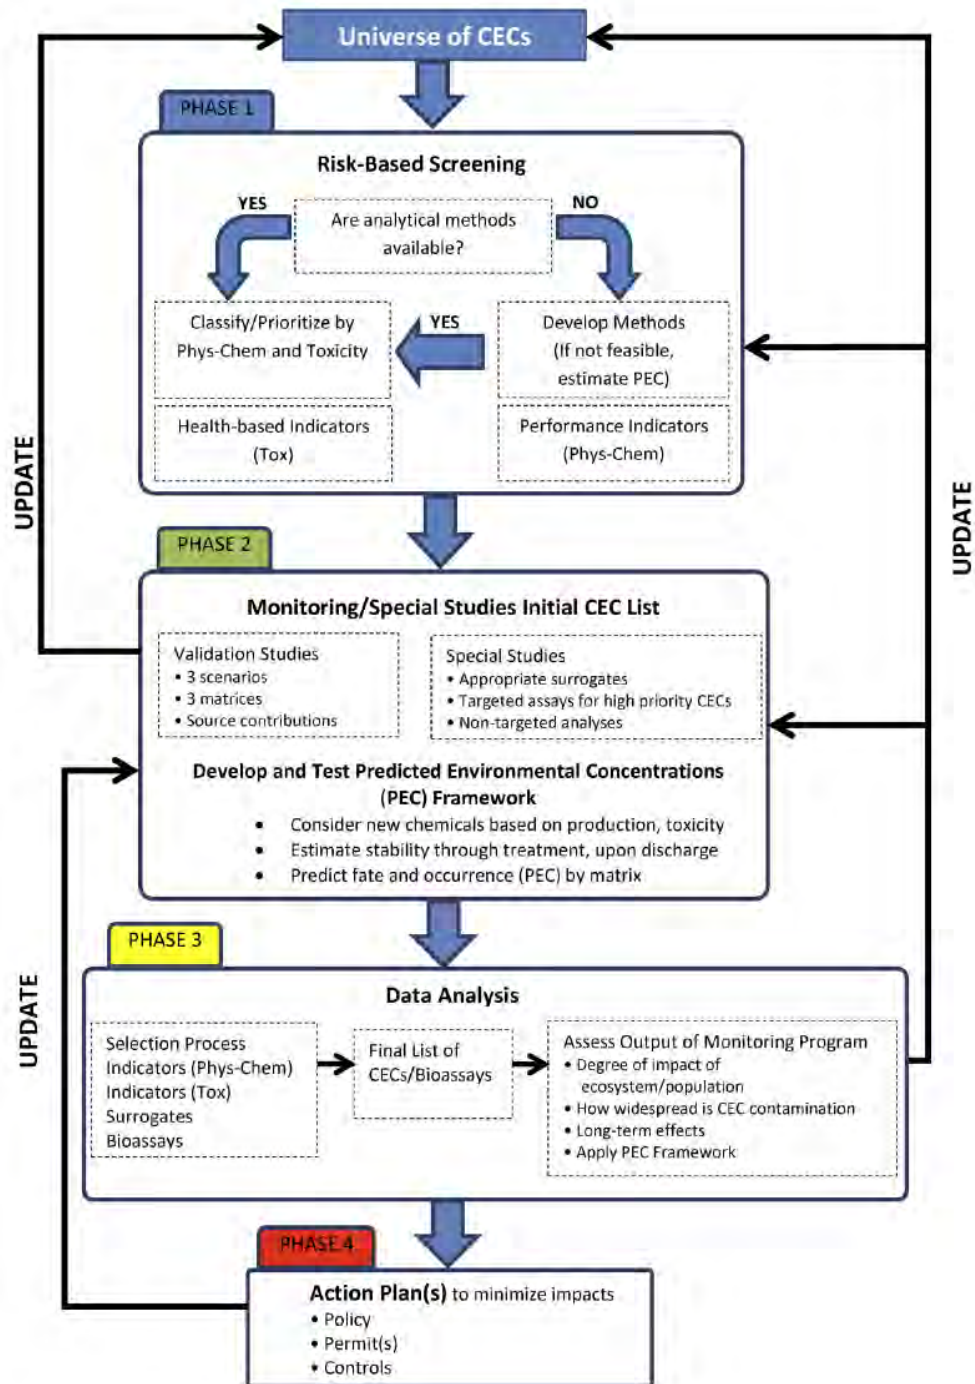 Universe of CECs
PHASE 1
Risk-Based Screening
YES
NO
Are analytical methods
available?
Classify/Prioritize by
Phys-Chem and Toxicity
YES
Develop Methods
(If not feasible,
estimate PEC)
Health-based Indicators
(Tox)
Performance Indicators
(Phys-Chem)
UPDATE
UPDATE
PHASE 2
Monitoring/Special Studies Initial CEC List
Validation Studies
• 3 scenarios
• 3 matrices
• Source contributions
Special Studies
• Appropriate surrogates
• Targeted assays for high priority CECs
• Non-targeted analyses
Develop and Test Predicted Environmental Concentrations
(PEC) Framework
• Consider new chemicals based on production, toxicity
• Estimate stability through treatment, upon discharge
• Predict fate and occurrence (PEC) by matrix
UPDATE
PHASE 3
Data Analysis
Selection Process
Indicators (Phys-Chem)
Indicators (Tox)
Surrogates
Bioassays
Final List of
CECs/Bioassays
Assess Output of Monitoring Program
• Degree of impact of
ecosystem/population
• How widespread is CEC contamination
• Long-term effects
• Apply PEC Framework
PHASE 4
Action Plan(s) to minimize impacts
• Policy
• Permit(s)
• Controls